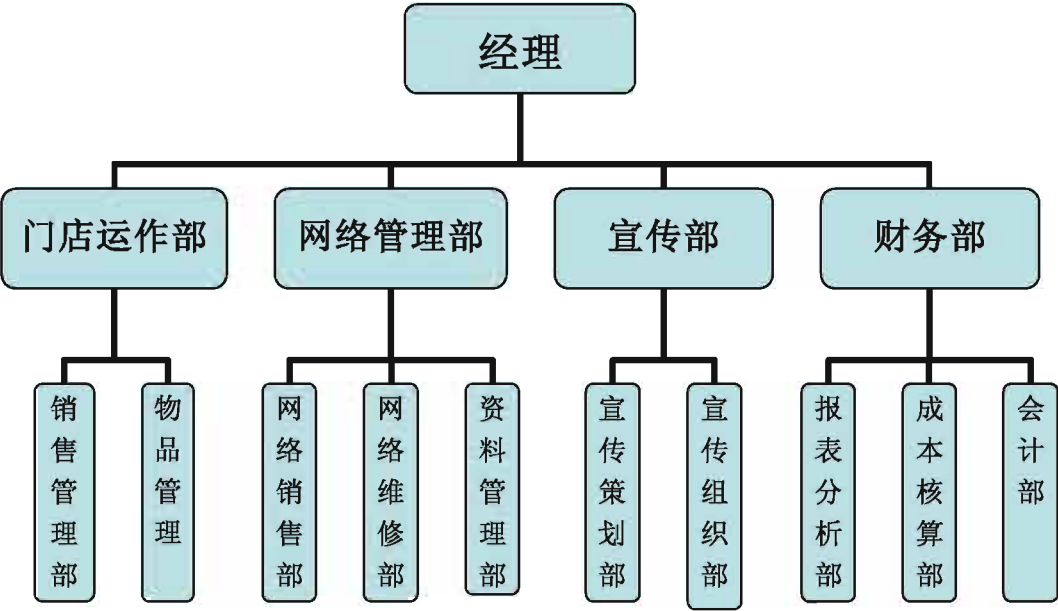 经理
门店运作部
网络管理部
宣传部
财务部
销售管理部
物品管理
网络销售部
网络维修部
资料管理部
宣传策划部
宣传组织部
报表分析部
成本核算部
会计部